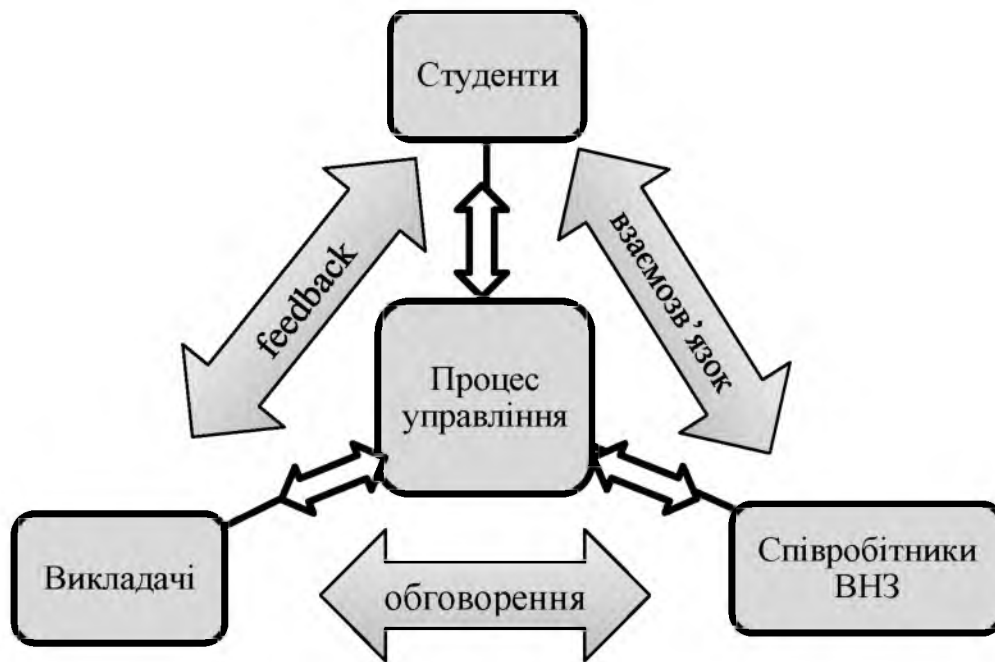 Студенти
feedback
взаємозв’язок
Процес
управління
Викладачі
обговорення
Співробітники
ВНЗ